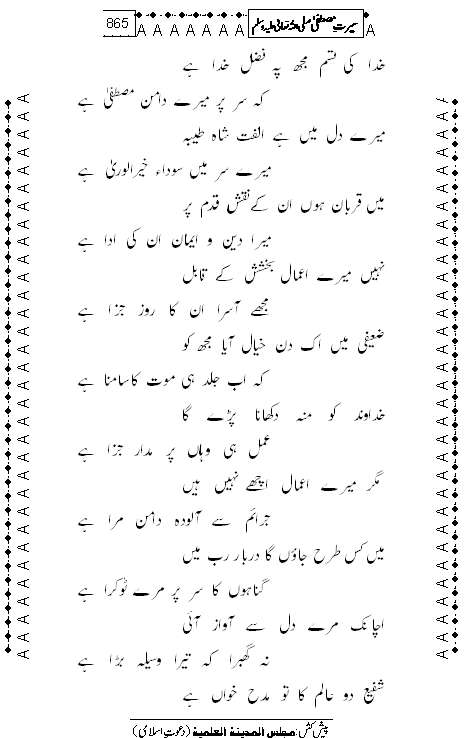 سیرتِ مصطفیٰ صلی اللہ تعالیٰ علیہ وسلم
865
خدا کی قسم مجھ پہ فضل خدا ہے
کہ سر پر میرے دامن مصطفیٰ ہے
میرے دل میں ہے الفت شاہ طیبہ
میرے سر میں سوداء خیرالوریٰ ہے
میں قربان ہوں ان کے نقش قدم پر
میرا دین و ایمان ان کی ادا ہے
نہیں میرے اعمال بخشش کے قابل
مجھے آسرا ان کا روز جزا ہے
ضعیفی میں اک دن خیال آیا مجھ کو
کہ اب جلد ہی موت کا سامنا ہے
خداوند کو منہ دکھانا پڑے گا
عمل ہی وہاں پر مدار جزا ہے
مگر میرے اعمال اچھے نہیں ہیں
جرائم سے آلودہ دامن مرا ہے
میں کس طرح جاؤں گا دربار رب میں
گناہوں کا سر پر مرے ٹوکرا ہے
اچانک مرے دل سے آواز آئی
نہ گھبرا کہ تیرا وسیلہ بڑا ہے
شفیع دو عالم کا تو مدح خواں ہے
پیش کش: مجلس المدینۃ العلمیۃ (دعوتِ اسلامی)